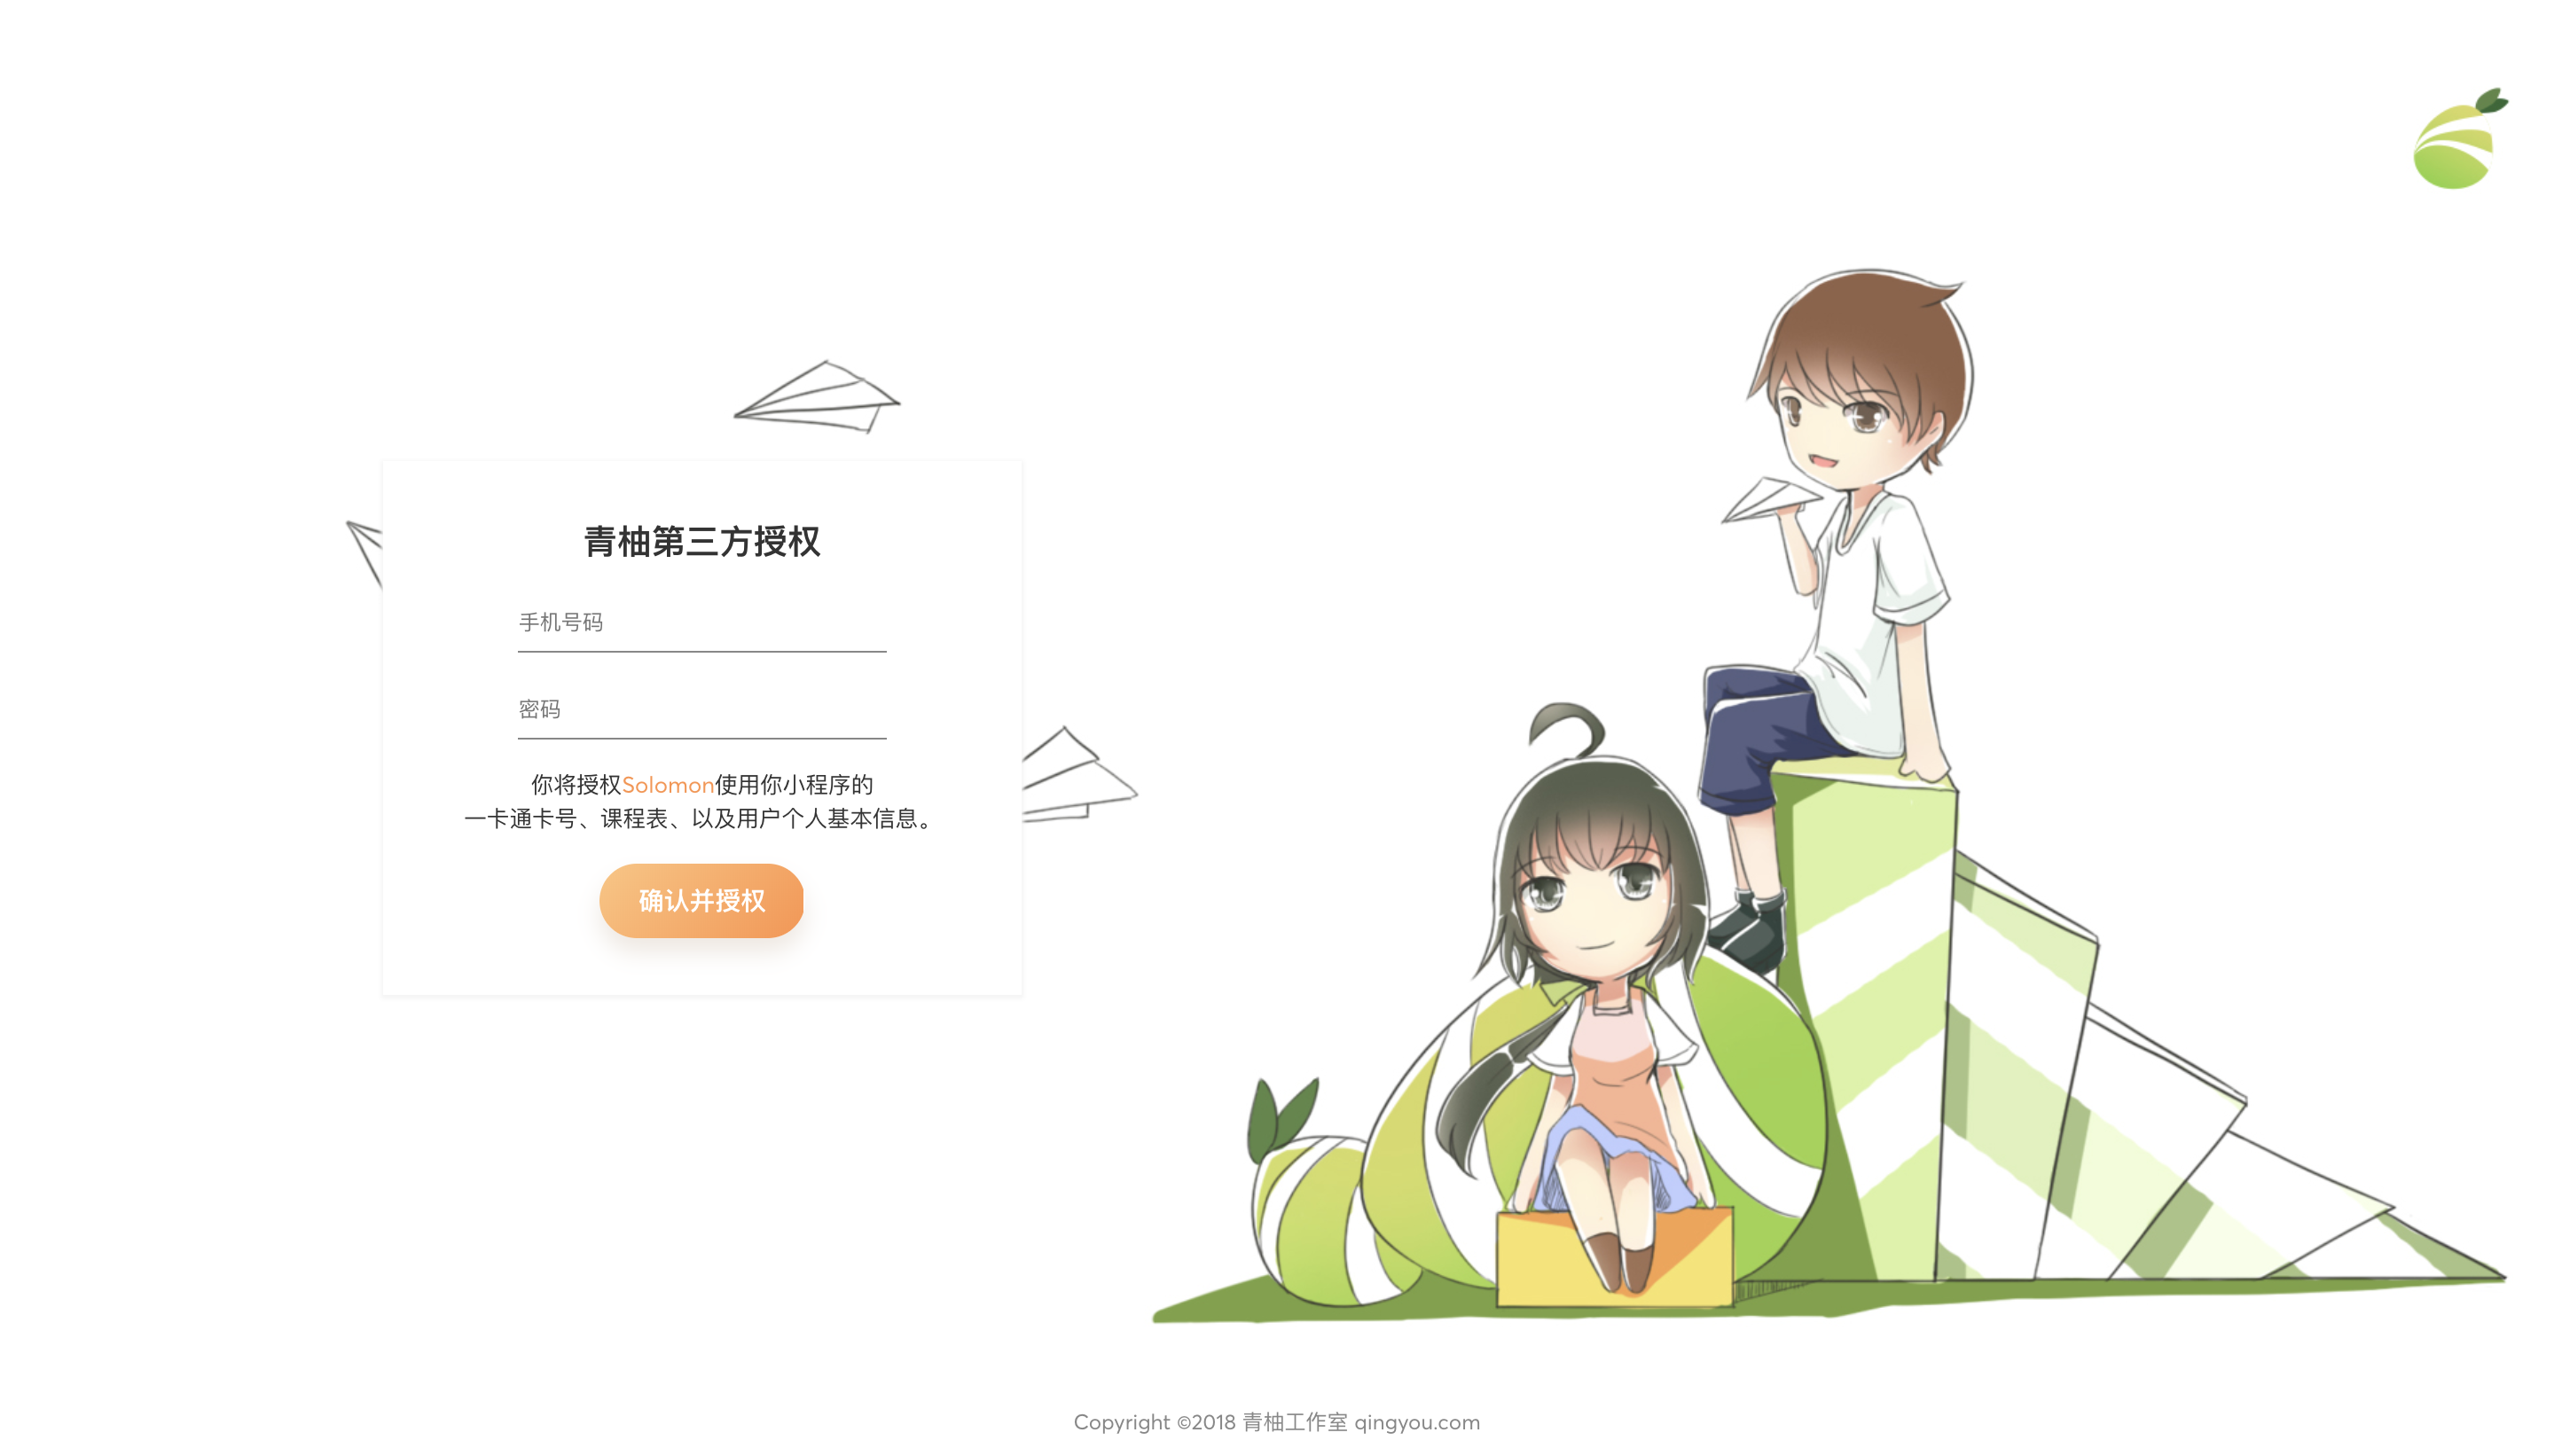 青柚第三方授权
手机号码
密码
你将授权Solomon使用你小程序的
一卡通卡号、课程表、以及用户个人基本信息。
确认并授权
Copyright ©2018 青柚工作室 qingyou.com